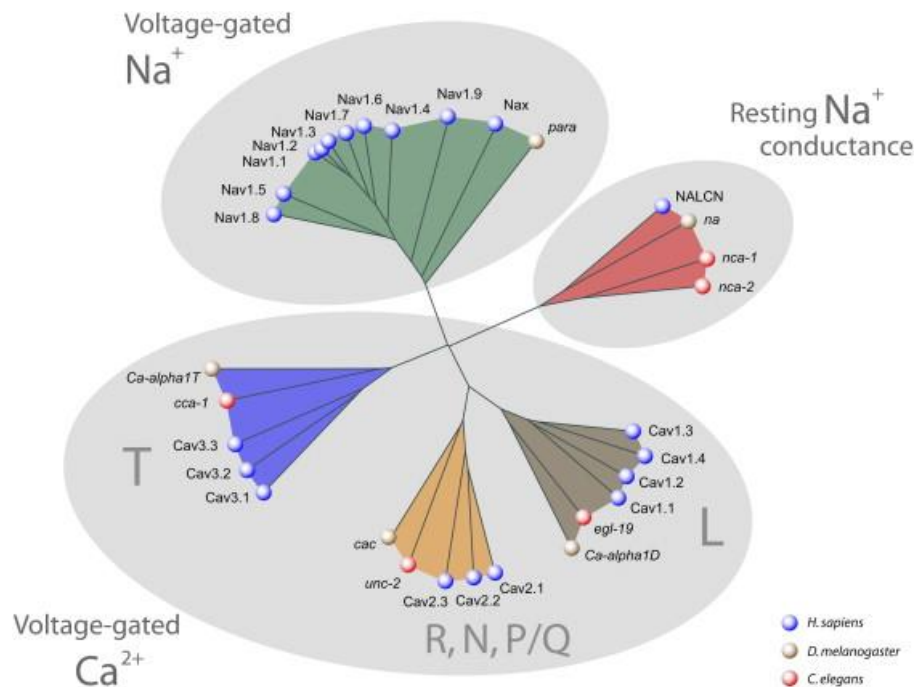 Voltage-gated
Na+
Nav1.9
Nav1.6
Nax
Nav1.4
Nav1.7
para
Nav1.3
Nav1.2
Nav1.1
Nav1.5
Nav1.8
Resting Na+
conductance
NALCN
na
nca-1
nca-2
Ca-alpha1T
cca-1
T
Cav3.3
Cav3.2
Cav3.1
Cav1.3
Cav1.4
Cav1.2
Cav1.1
L
egl-19
Ca-alpha1D
cac
unc-2
Cav2.3
Cav2.2
Cav2.1
R, N, P/Q
Voltage-gated
Ca2+
H. sapiens
D. melanogaster
C. elegans